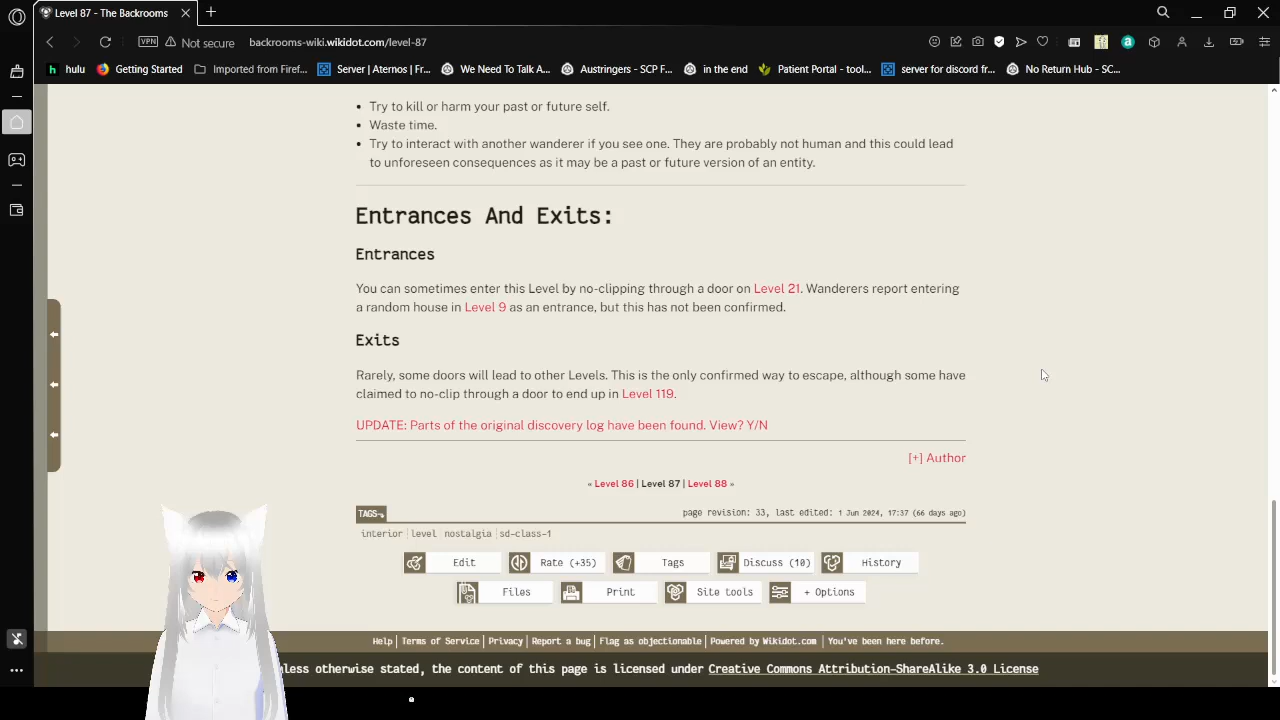 Level 87 - The Backrooms
VPN Not secure backrooms-wiki.wikidot.com/level-87
hulu Getting Started Imported from Firef... Server | Aternos | Fr... We Need To Talk A... Austringers - SCP F... in the end Patient Portal - tool... server for discord fr... No Return Hub - SC...
• Try to kill or harm your past or future self.
• Waste time.
• Try to interact with another wanderer if you see one. They are probably not human and this could lead
to unforeseen consequences as it may be a past or future version of an entity.
Entrances And Exits:
Entrances
You can sometimes enter this Level by no-clipping through a door on Level 21. Wanderers report entering
a random house in Level 9 as an entrance, but this has not been confirmed.
Exits
Rarely, some doors will lead to other Levels. This is the only confirmed way to escape, although some have
claimed to no-clip through a door to end up in Level 119.
UPDATE: Parts of the original discovery log have been found. View? Y/N
[+] Author
« Level 86 | Level 87 | Level 88 »
TAGS page revision: 33, last edited: 1 Jun 2024, 17:37 (66 days ago)
interior level nostalgia sd-class-1
Edit Rate (+35) Tags Discuss (10) History
Files Print Site tools + Options
Help | Terms of Service | Privacy | Report a bug | Flag as objectionable | Powered by Wikidot.com | You've been here before.
less otherwise stated, the content of this page is licensed under Creative Commons Attribution-ShareAlike 3.0 License